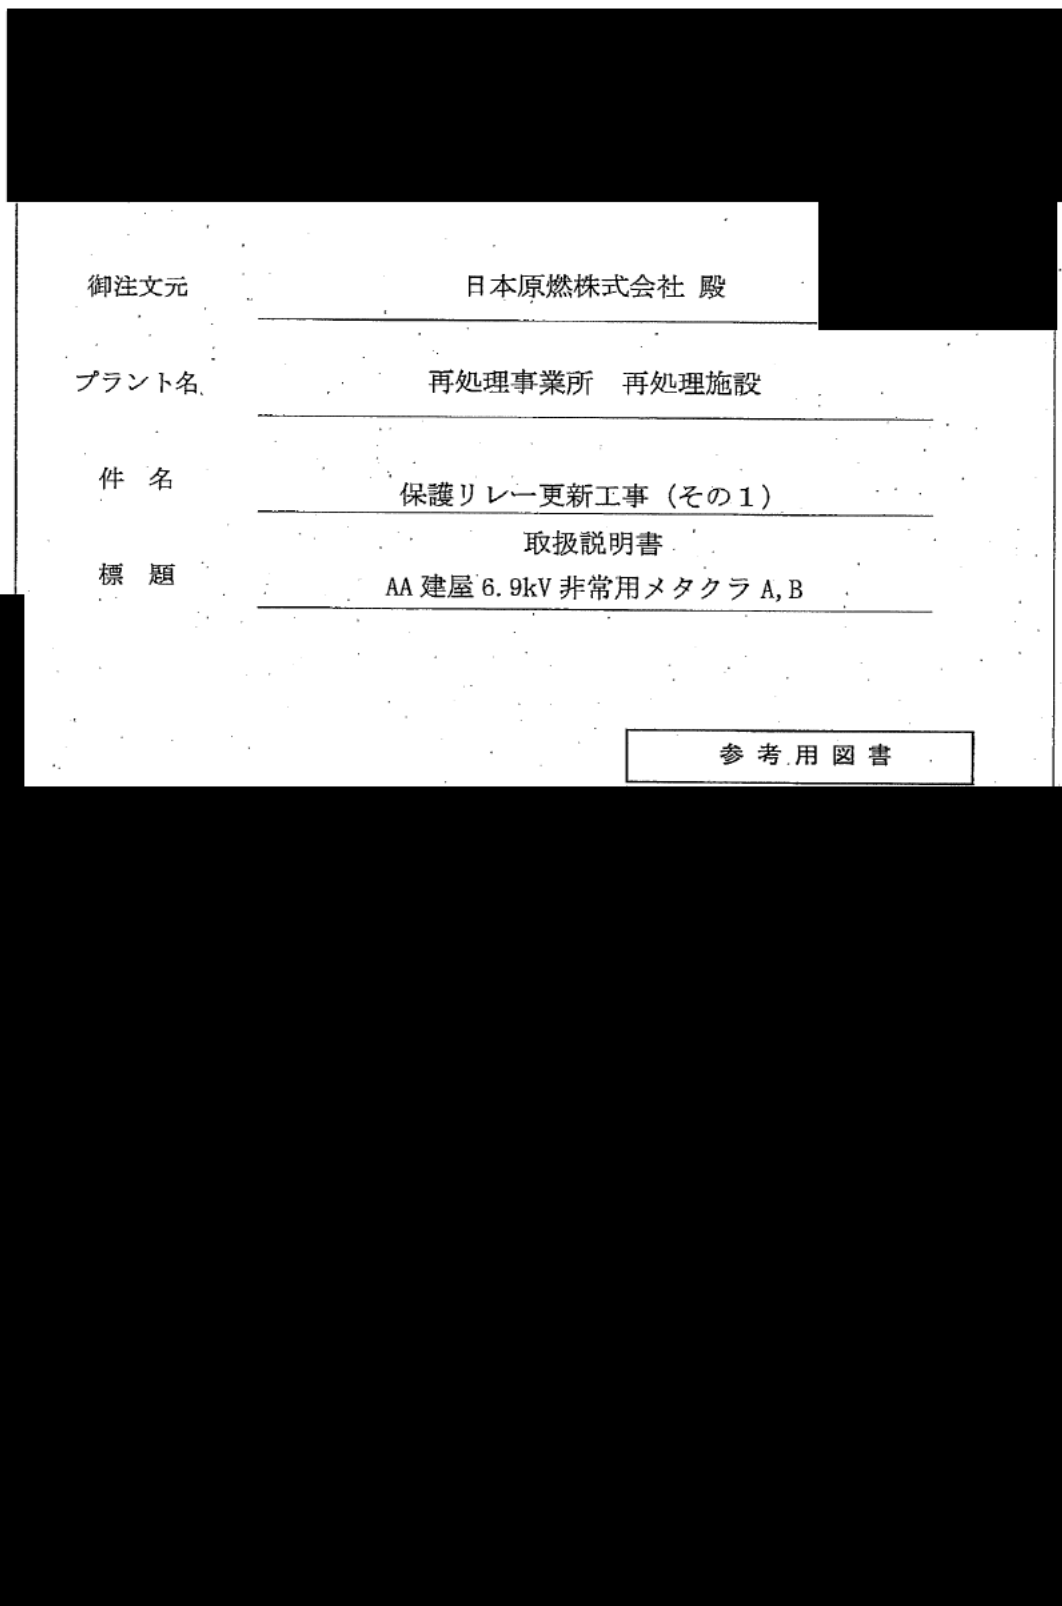 御注文元 日本原燃株式会社 殿
プラント名 再処理事業所 再処理施設
件 名 保護リレー更新工事（その１）
標 題 取扱説明書
AA 建屋 6.9kV 非常用メタクラ A,B
参考用図書